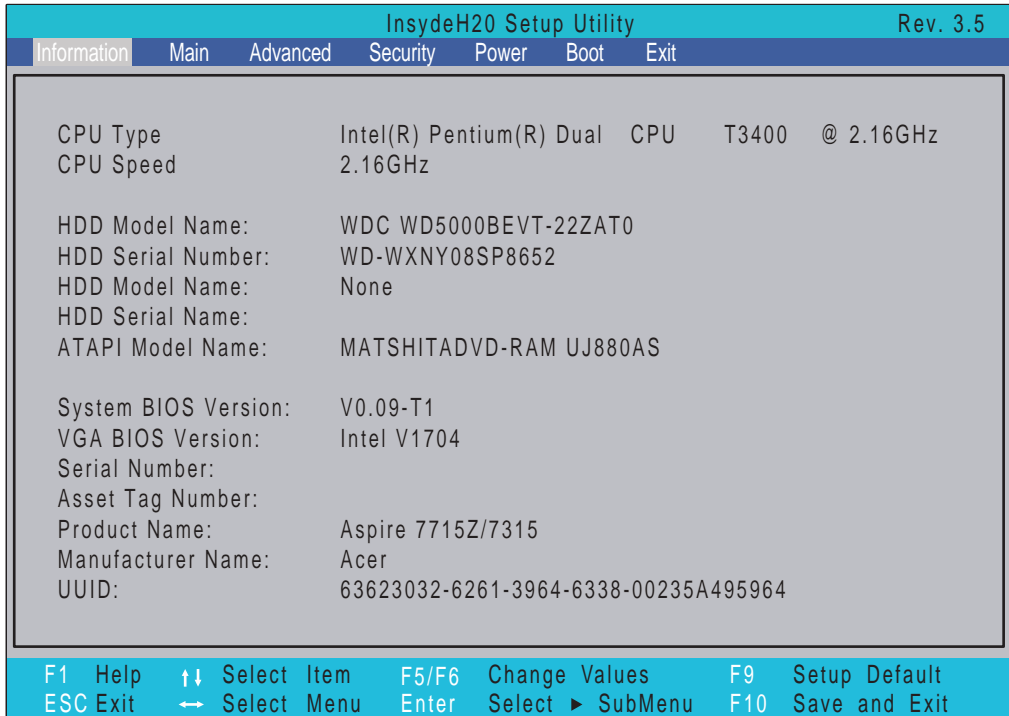 InsydeH20 Setup Utility Rev. 3.5
Information Main Advanced Security Power Boot Exit
CPU Type Intel(R) Pentium(R) Dual CPU T3400 @ 2.16GHz
CPU Speed 2.16GHz
HDD Model Name: WDC WD5000BEVT-22ZAT0
HDD Serial Number: WD-WXNY08SP8652
HDD Model Name: None
HDD Serial Name:
ATAPI Model Name: MATSHITADVD-RAM UJ880AS
System BIOS Version: V0.09-T1
VGA BIOS Version: Intel V1704
Serial Number:
Asset Tag Number:
Product Name: Aspire 7715Z/7315
Manufacturer Name: Acer
UUID: 63623032-6261-3964-6338-00235A495964
F1 Help ↑↓ Select Item F5/F6 Change Values F9 Setup Default
ESC Exit ↔ Select Menu Enter Select ► SubMenu F10 Save and Exit